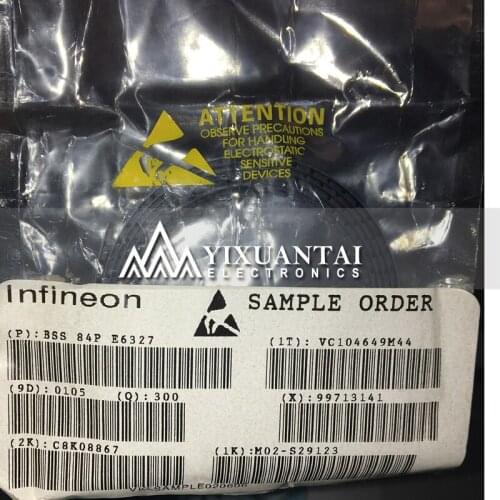 ATTENTION
OBSERVE PRECAUTIONS
FOR HANDLING
ELECTROSTATIC
SENSITIVE
DEVICES
YIXUANTAI
ELECTRONICS
Infineon SAMPLE ORDER
(P):BSS 84P E6327 (1T): VC104649M44
(9D):0105 (Q):300 (X):99713141
(2K):C8K08867 (1K):M02-S29123